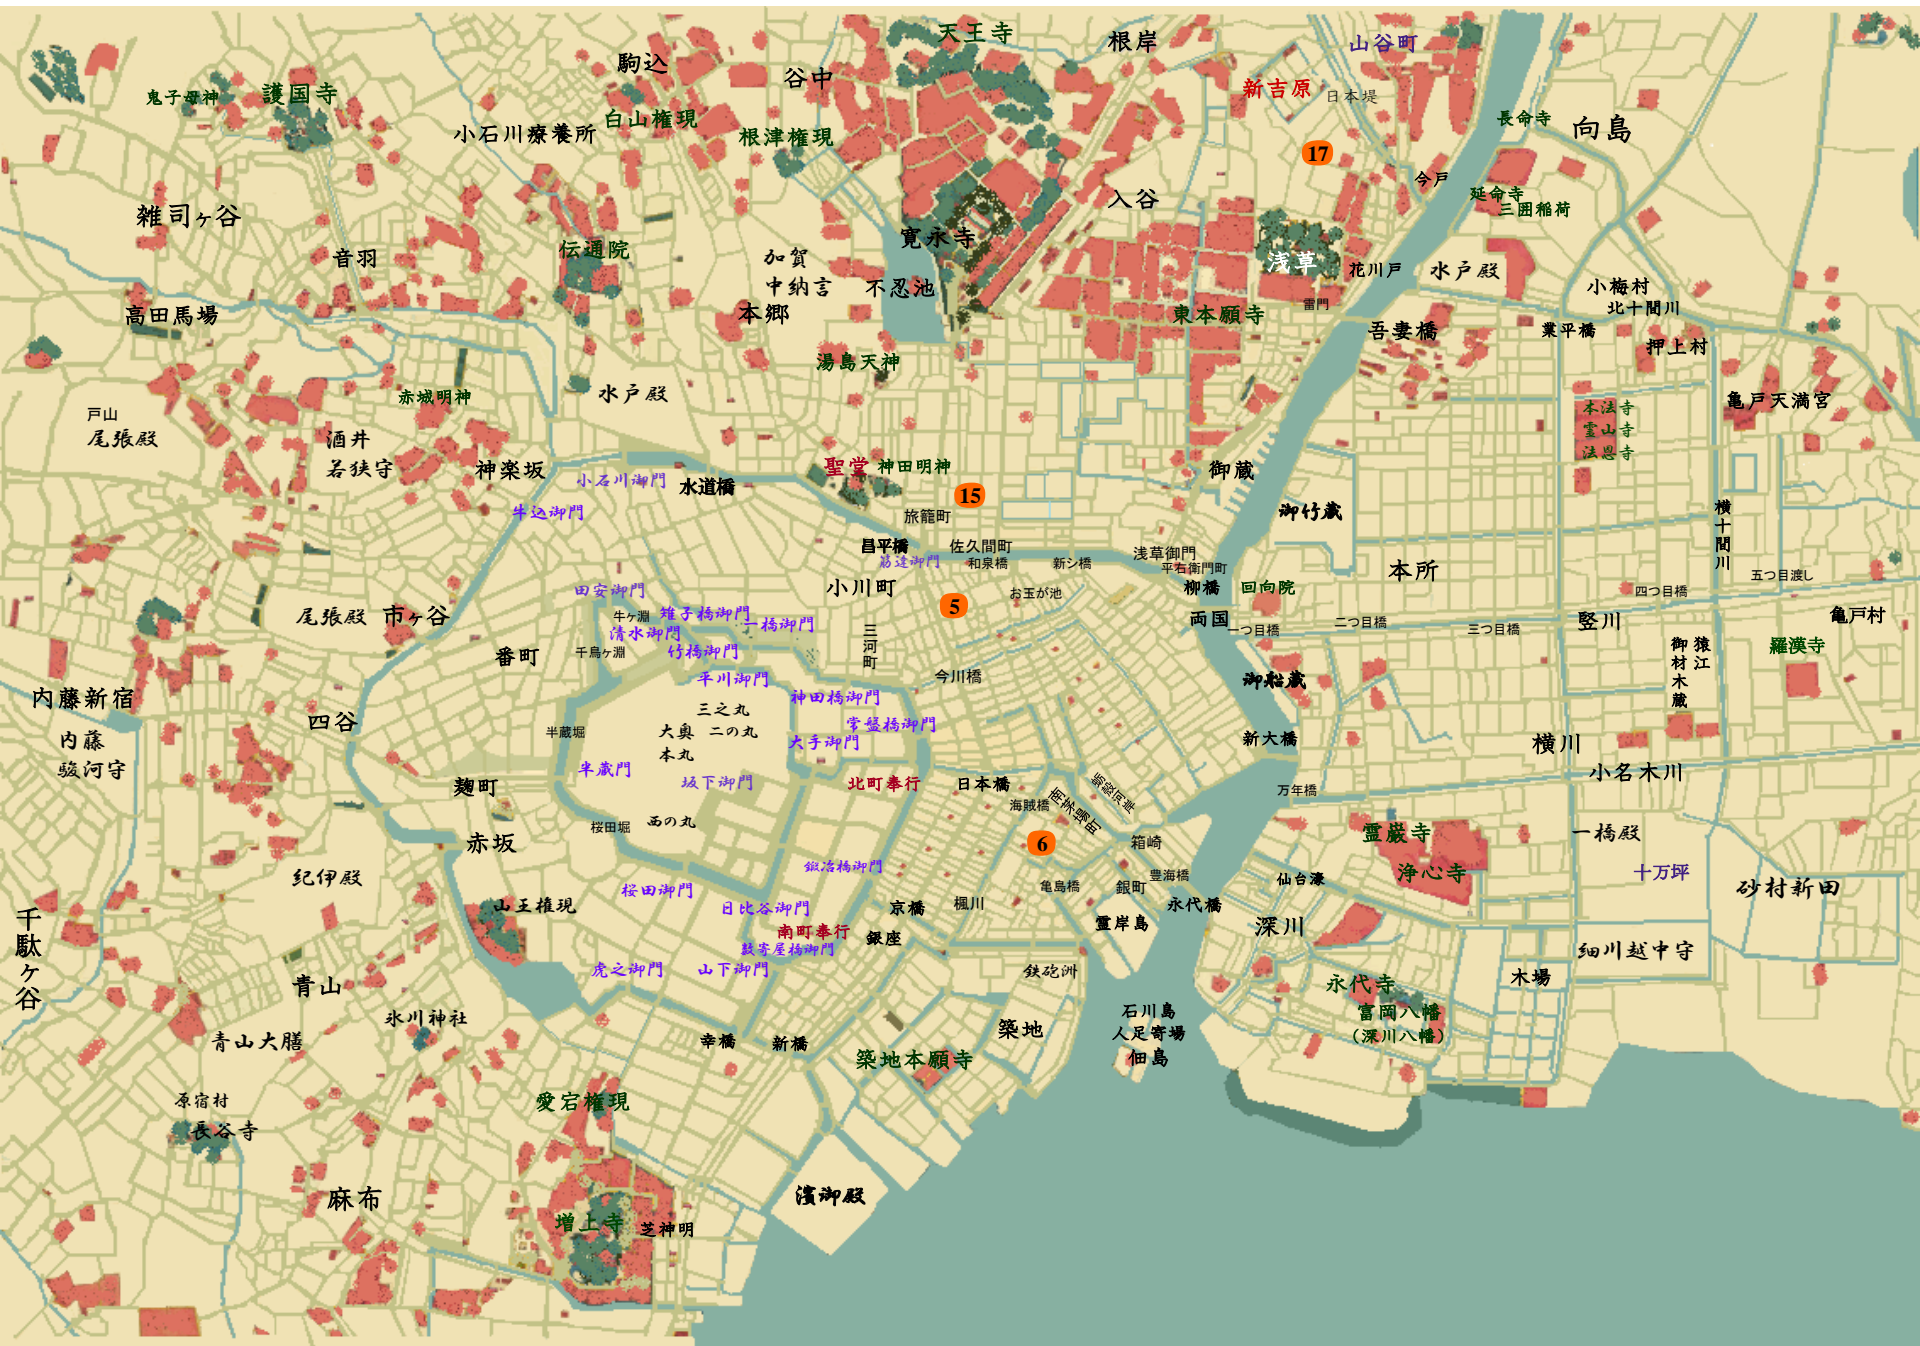 天王寺
根岸
山谷町
駒込
谷中
鬼子母神
護国寺
新吉原
日本堤
白山権現
小石川療養所
根津権現
長命寺
向島
17
今戸
延命寺
三囲稲荷
入谷
雑司ヶ谷
音羽
伝通院
寛永寺
加賀
中納言
不忍池
本郷
浅草
花川戸
水戸殿
小梅村
北十間川
雷門
高田馬場
東本願寺
吾妻橋
業平橋
押上村
湯島天神
赤城明神
水戸殿
亀戸天満宮
本法寺
霊山寺
法恩寺
戸山
尾張殿
酒井
若狭守
神楽坂
小石川御門
水道橋
聖堂
神田明神
御蔵
15
牛込御門
旅籠町
御竹蔵
横十間川
昌平橋
筋違御門
佐久間町
和泉橋
新シ橋
浅草御門
平右衛門町
柳橋
本所
五つ目渡し
小川町
回向院
四つ目橋
田安御門
お玉が池
5
尾張殿
市ヶ谷
牛ヶ淵
雉子橋御門
一橋御門
清水御門
両国
一つ目橋
二つ目橋
三つ目橋
竪川
亀戸村
番町
千鳥ヶ淵
竹橋御門
三河町
猿江
御材木蔵
羅漢寺
平川御門
今川橋
御船蔵
内藤新宿
神田橋御門
四谷
三之丸
常盤橋御門
半蔵堀
大奥
二の丸
大手御門
新大橋
横川
内藤
駿河守
本丸
半蔵門
坂下御門
北町奉行
日本橋
小名木川
麹町
万年橋
海賊橋
南茅場町
桜田堀
西の丸
6
箱崎
霊巌寺
一橋殿
赤坂
鍛冶橋御門
浄心寺
十万坪
紀伊殿
桜田御門
亀島橋
銀町
豊海橋
仙台濠
砂村新田
山王権現
日比谷御門
京橋
楓川
永代橋
霊岸島
深川
千駄ヶ谷
南町奉行
銀座
数寄屋橋御門
細川越中守
虎之御門
山下御門
鉄砲洲
木場
青山
永代寺
石川島
人足寄場
佃島
富岡八幡
(深川八幡)
氷川神社
築地
青山大膳
幸橋
新橋
築地本願寺
原宿村
愛宕権現
長谷寺
麻布
濱御殿
増上寺
芝神明